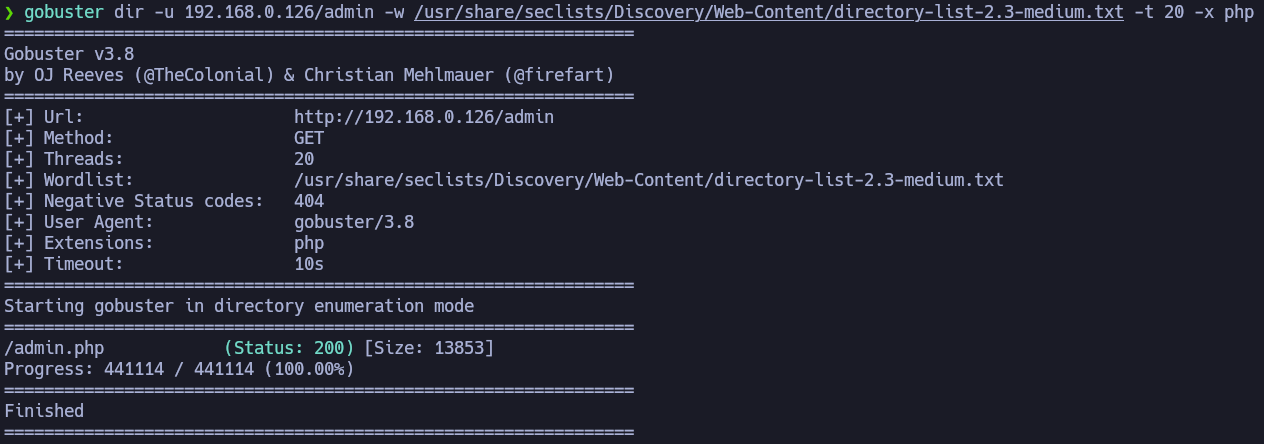 ❯ gobuster dir -u 192.168.0.126/admin -w /usr/share/seclists/Discovery/Web-Content/directory-list-2.3-medium.txt -t 20 -x php
===============================================================
Gobuster v3.8
by OJ Reeves (@TheColonial) & Christian Mehlmauer (@firefart)
===============================================================
[+] Url:                     http://192.168.0.126/admin
[+] Method:                  GET
[+] Threads:                 20
[+] Wordlist:                /usr/share/seclists/Discovery/Web-Content/directory-list-2.3-medium.txt
[+] Negative Status codes:   404
[+] User Agent:              gobuster/3.8
[+] Extensions:              php
[+] Timeout:                 10s
===============================================================
Starting gobuster in directory enumeration mode
===============================================================
/admin.php            (Status: 200) [Size: 13853]
Progress: 441114 / 441114 (100.00%)
===============================================================
Finished
===============================================================